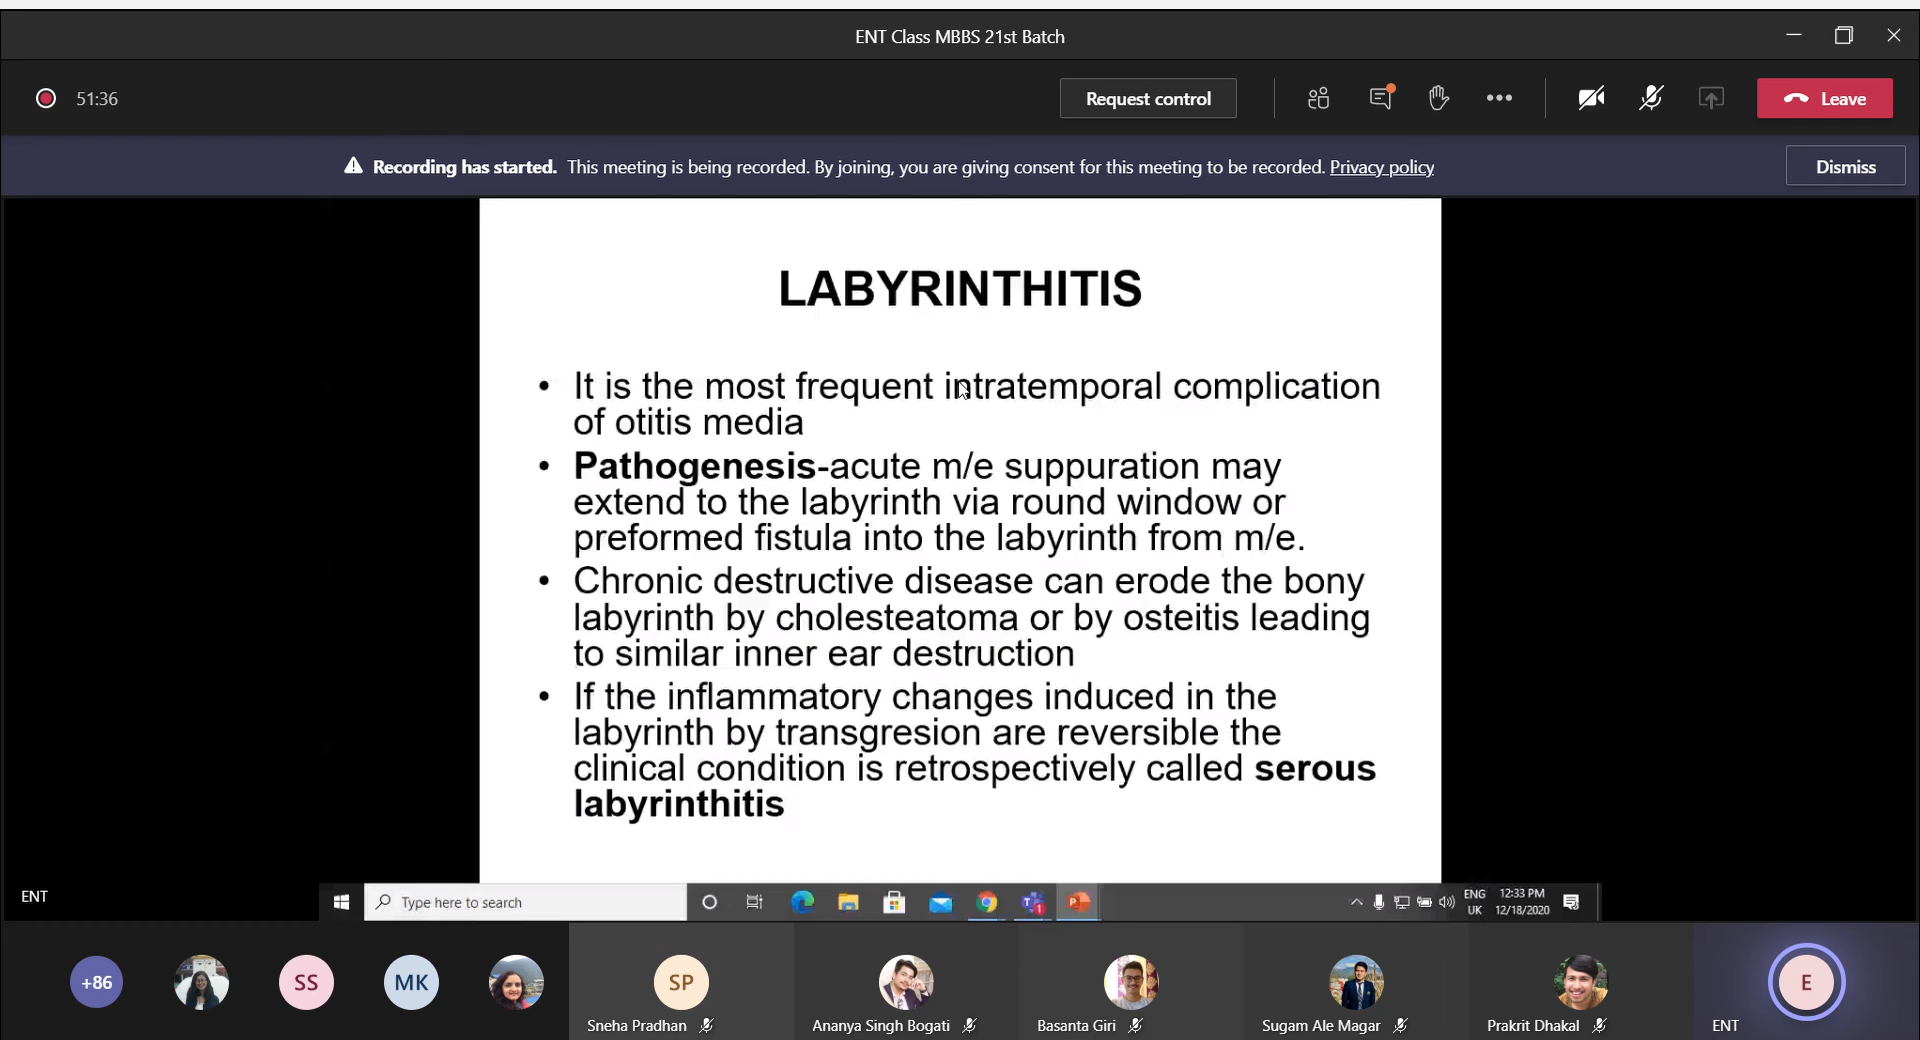 ENT Class MBBS 21st Batch
51:36
Request control
Leave
Recording has started. This meeting is being recorded. By joining, you are giving consent for this meeting to be recorded. Privacy policy
Dismiss
LABYRINTHITIS
• It is the most frequent intratemporal complication
of otitis media
• Pathogenesis-acute m/e suppuration may
extend to the labyrinth via round window or
preformed fistula into the labyrinth from m/e.
• Chronic destructive disease can erode the bony
labyrinth by cholesteatoma or by osteitis leading
to similar inner ear destruction
• If the inflammatory changes induced in the
labyrinth by transgresion are reversible the
clinical condition is retrospectively called serous
labyrinthitis
ENT
Type here to search
ENG
UK
12:33 PM
12/18/2020
+86
SS
MK
SP
E
Sneha Pradhan
Ananya Singh Bogati
Basanta Giri
Sugam Ale Magar
Prakrit Dhakal
ENT